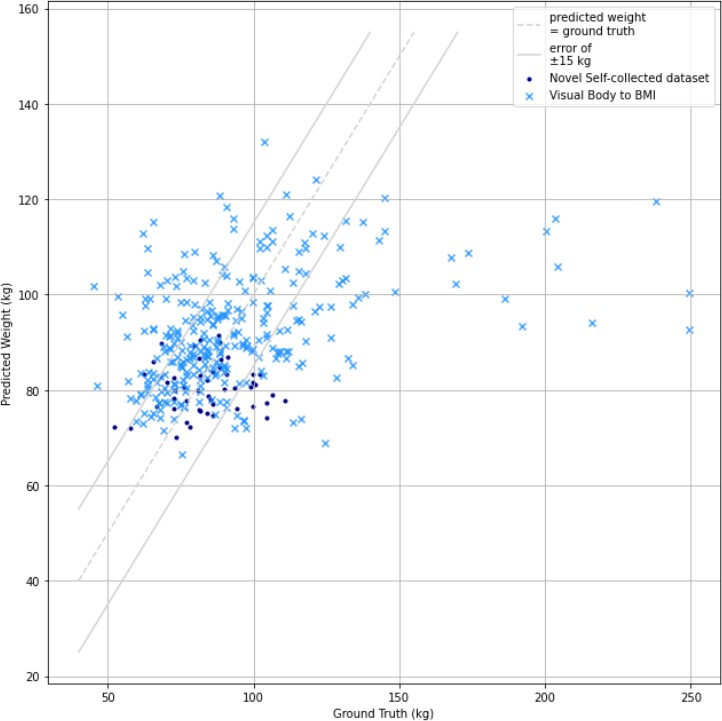 160
140
120
100
80
60
40
20
Predicted Weight (kg)
50
100
150
200
250
Ground Truth (kg)
predicted weight
= ground truth
error of
±15 kg
Novel Self-collected dataset
Visual Body to BMI